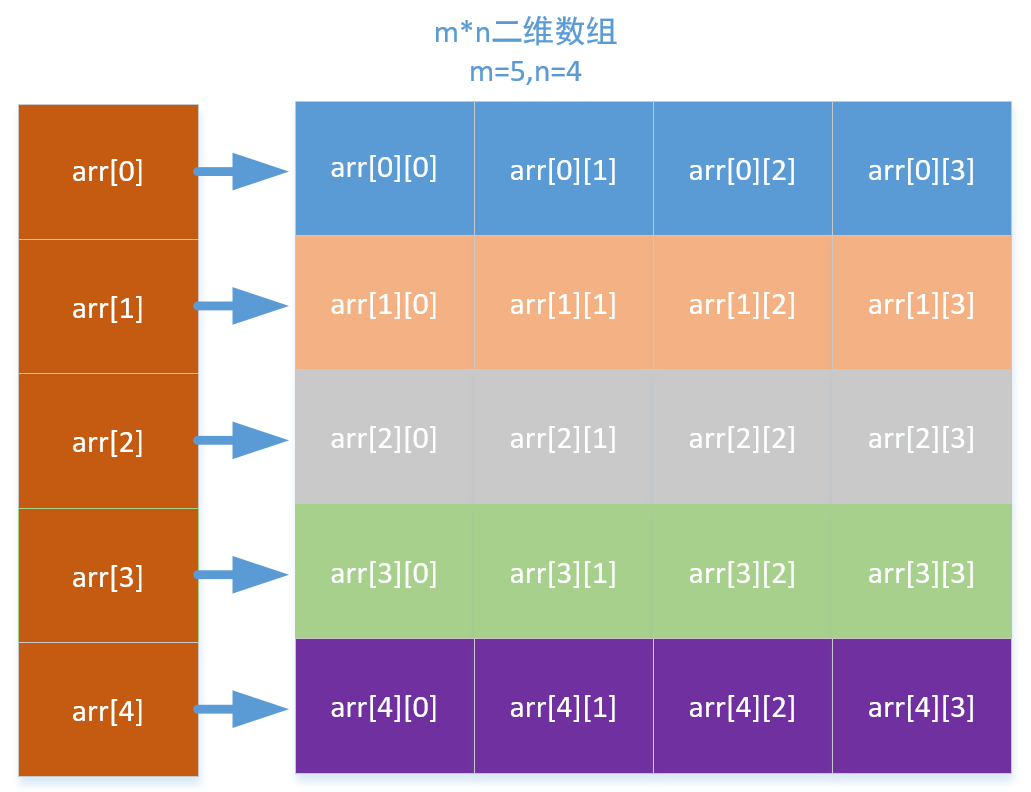 m*n二维数组
m=5,n=4
arr[0] arr[0][0] arr[0][1] arr[0][2] arr[0][3]
arr[1] arr[1][0] arr[1][1] arr[1][2] arr[1][3]
arr[2] arr[2][0] arr[2][1] arr[2][2] arr[2][3]
arr[3] arr[3][0] arr[3][1] arr[3][2] arr[3][3]
arr[4] arr[4][0] arr[4][1] arr[4][2] arr[4][3]